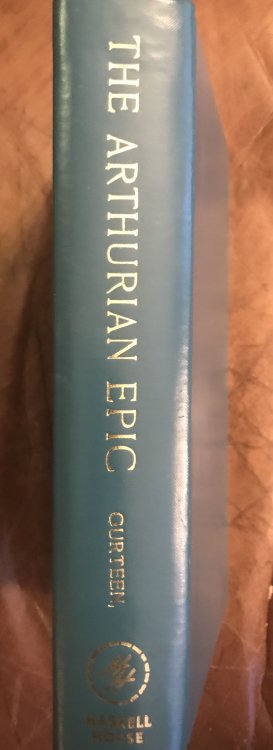 THE ARTHURIAN EPIC
GURTEEN,
HASKELL
HOUSE